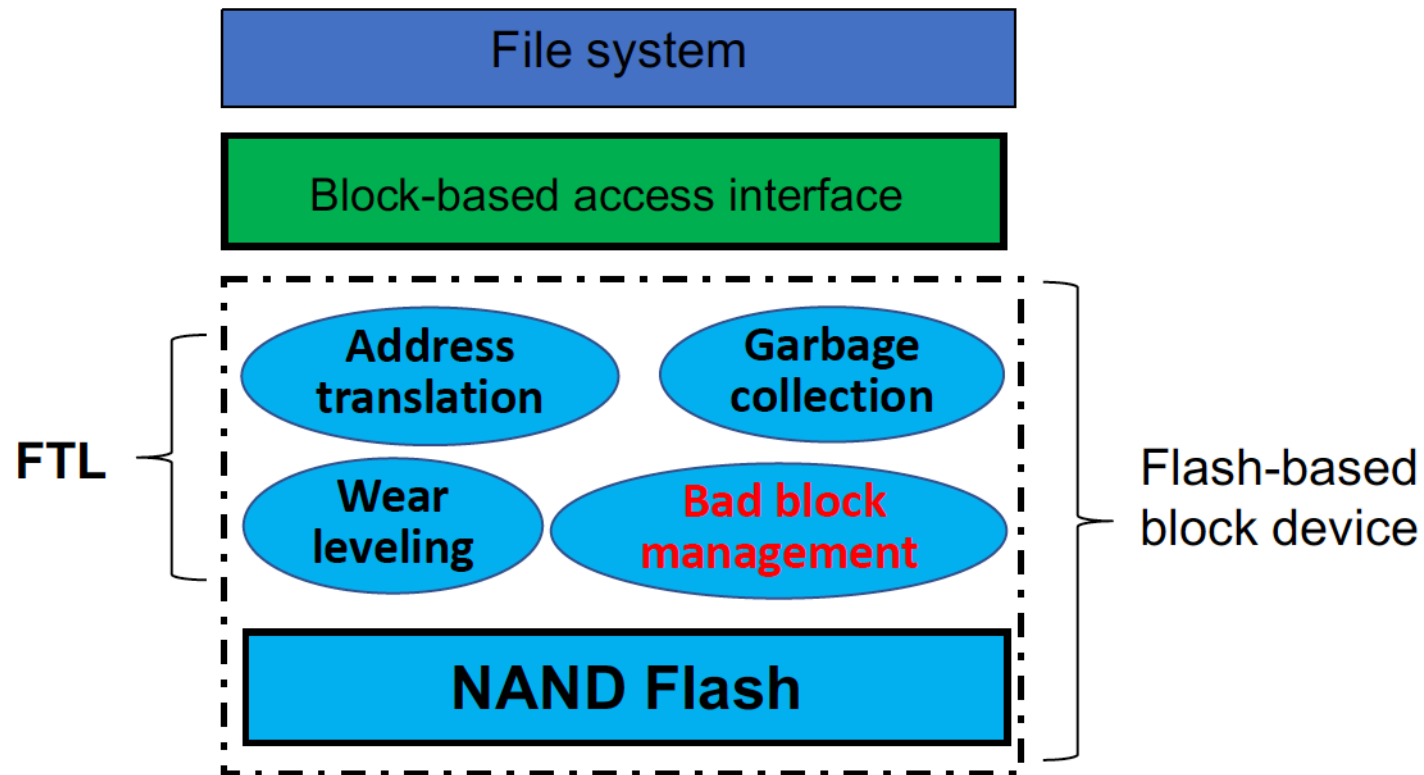 File system
Block-based access interface
Address
translation
Garbage
collection
FTL
Wear
leveling
Bad block
management
Flash-based
block device
NAND Flash